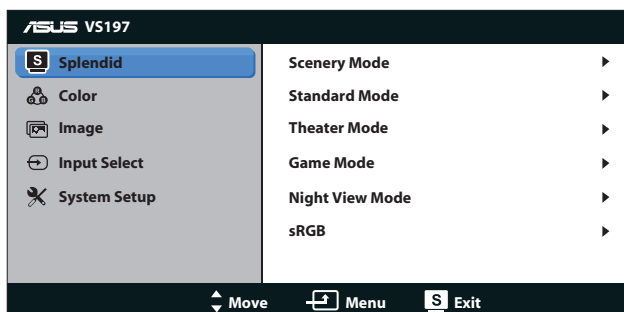 ASUS VS197
S Splendid
Color
Image
Input Select
System Setup
Scenery Mode
Standard Mode
Theater Mode
Game Mode
Night View Mode
sRGB
Move Menu S Exit